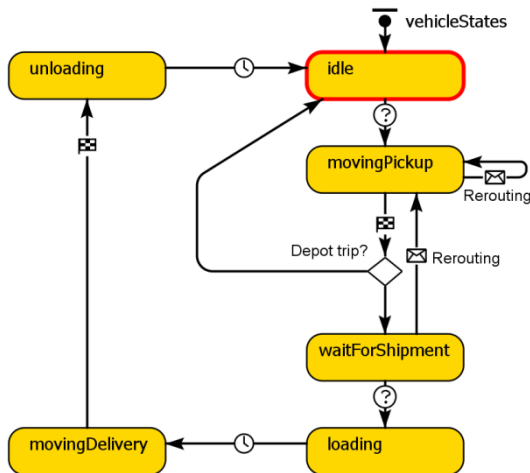 vehicleStates
unloading
idle
?
movingPickup
Rerouting
Depot trip?
Rerouting
waitForShipment
?
movingDelivery
loading